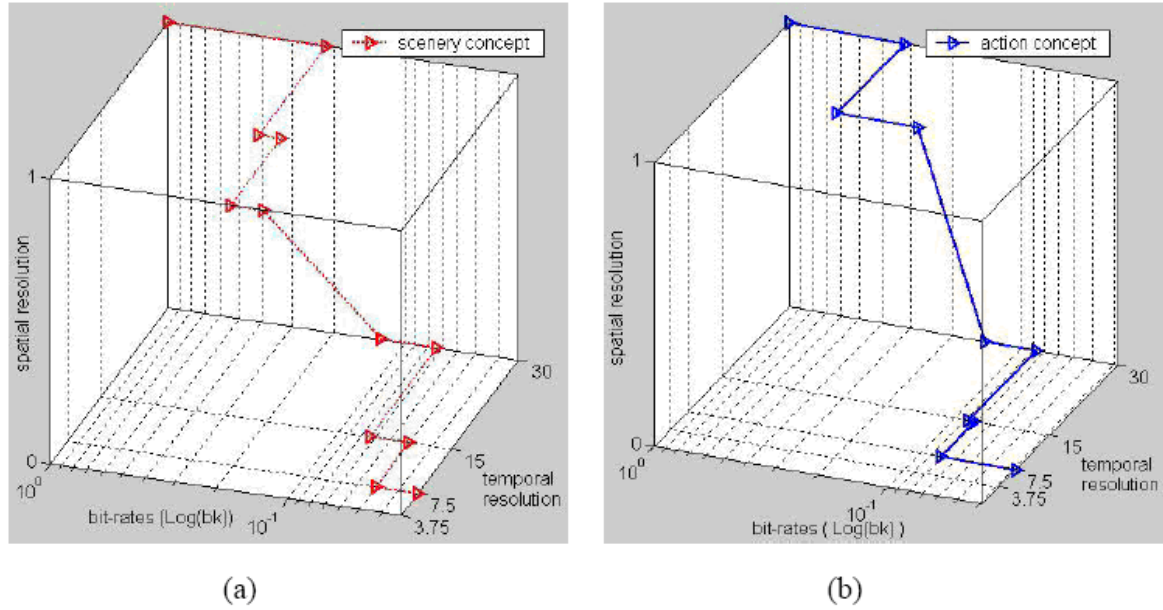 scenery concept
1
spatial resolution
0
10^0
bit-rates (Log(bk))
10^-1
3.75
7.5
15
30
temporal
resolution
(a)
action concept
1
spatial resolution
0
10^0
bit-rates ( Log(bk) )
10^-1
3.75
7.5
15
30
temporal
resolution
(b)